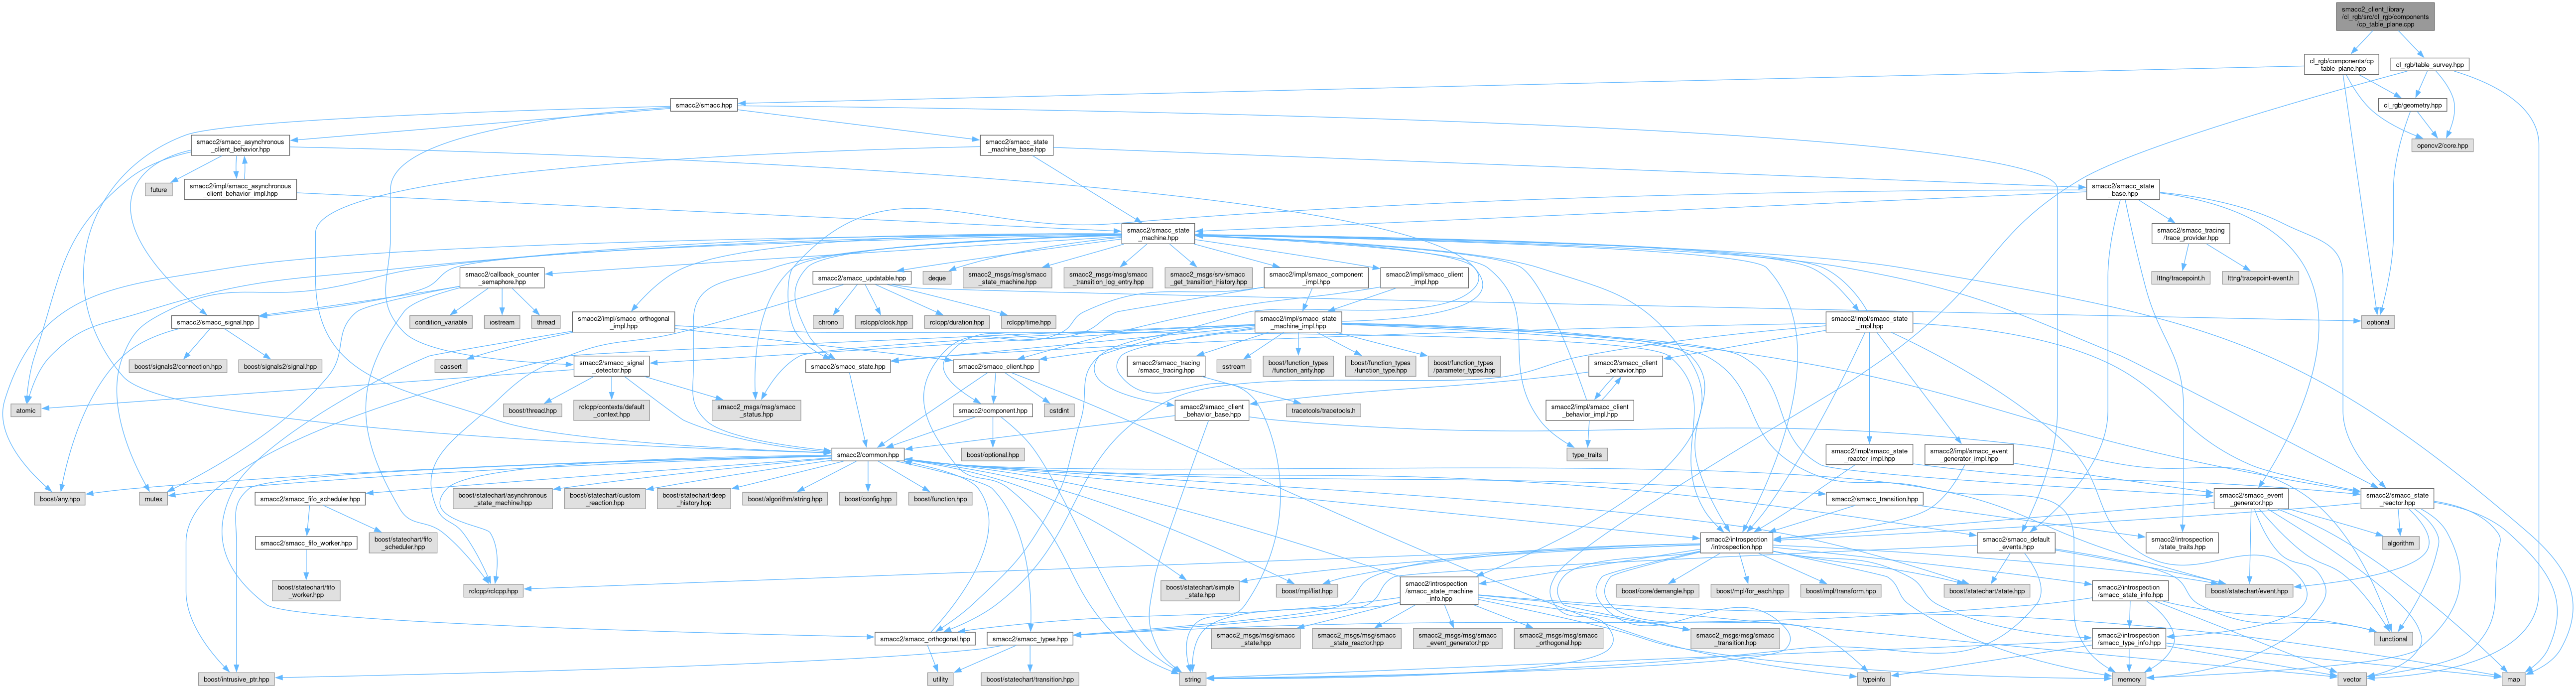 smacc2_client_library
/cl_rgb/src/cl_rgb/components
/cp_table_plane.cpp
cl_rgb/components/cp
_table_plane.hpp
cl_rgb/table_survey.hpp
smacc2/smacc.hpp
cl_rgb/geometry.hpp
smacc2/smacc_asynchronous
_client_behavior.hpp
smacc2/smacc_state
_machine_base.hpp
opencv2/core.hpp
future
smacc2/impl/smacc_asynchronous
_client_behavior_impl.hpp
smacc2/smacc_state
_base.hpp
smacc2/smacc_state
_machine.hpp
smacc2/smacc_tracing
/trace_provider.hpp
smacc2/callback_counter
_semaphore.hpp
smacc2/smacc_updatable.hpp
deque
smacc2_msgs/msg/smacc
_state_machine.hpp
smacc2_msgs/msg/smacc
_transition_log_entry.hpp
smacc2_msgs/srv/smacc
_get_transition_history.hpp
smacc2/impl/smacc_component
_impl.hpp
smacc2/impl/smacc_client
_impl.hpp
lttng/tracepoint.h
lttng/tracepoint-event.h
smacc2/smacc_signal.hpp
condition_variable
iostream
thread
smacc2/impl/smacc_orthogonal
_impl.hpp
chrono
rclcpp/clock.hpp
rclcpp/duration.hpp
rclcpp/time.hpp
smacc2/impl/smacc_state
_machine_impl.hpp
smacc2/impl/smacc_state
_impl.hpp
optional
boost/signals2/connection.hpp
boost/signals2/signal.hpp
cassert
smacc2/smacc_signal
_detector.hpp
smacc2/smacc_state.hpp
smacc2/smacc_client.hpp
smacc2/smacc_tracing
/smacc_tracing.hpp
sstream
boost/function_types
/function_arity.hpp
boost/function_types
/function_type.hpp
boost/function_types
/parameter_types.hpp
smacc2/smacc_client
_behavior.hpp
atomic
boost/thread.hpp
rclcpp/contexts/default
_context.hpp
smacc2_msgs/msg/smacc
_status.hpp
smacc2/component.hpp
cstdint
smacc2/smacc_client
_behavior_base.hpp
tracetools/tracetools.h
smacc2/impl/smacc_client
_behavior_impl.hpp
smacc2/common.hpp
boost/optional.hpp
type_traits
smacc2/impl/smacc_state
_reactor_impl.hpp
smacc2/impl/smacc_event
_generator_impl.hpp
boost/any.hpp
mutex
smacc2/smacc_fifo_scheduler.hpp
boost/statechart/asynchronous
_state_machine.hpp
boost/statechart/custom
_reaction.hpp
boost/statechart/deep
_history.hpp
boost/algorithm/string.hpp
boost/config.hpp
boost/function.hpp
smacc2/smacc_transition.hpp
smacc2/smacc_event
_generator.hpp
smacc2/smacc_state
_reactor.hpp
smacc2/smacc_fifo_worker.hpp
boost/statechart/fifo
_scheduler.hpp
smacc2/introspection
/introspection.hpp
smacc2/smacc_default
_events.hpp
smacc2/introspection
/state_traits.hpp
algorithm
boost/statechart/fifo
_worker.hpp
rclcpp/rclcpp.hpp
boost/statechart/simple
_state.hpp
boost/mpl/list.hpp
smacc2/introspection
/smacc_state_machine
_info.hpp
boost/core/demangle.hpp
boost/mpl/for_each.hpp
boost/mpl/transform.hpp
boost/statechart/state.hpp
smacc2/introspection
/smacc_state_info.hpp
boost/statechart/event.hpp
smacc2/smacc_orthogonal.hpp
smacc2/smacc_types.hpp
smacc2_msgs/msg/smacc
_state.hpp
smacc2_msgs/msg/smacc
_state_reactor.hpp
smacc2_msgs/msg/smacc
_event_generator.hpp
smacc2_msgs/msg/smacc
_orthogonal.hpp
smacc2_msgs/msg/smacc
_transition.hpp
smacc2/introspection
/smacc_type_info.hpp
functional
boost/intrusive_ptr.hpp
utility
boost/statechart/transition.hpp
string
typeinfo
memory
vector
map